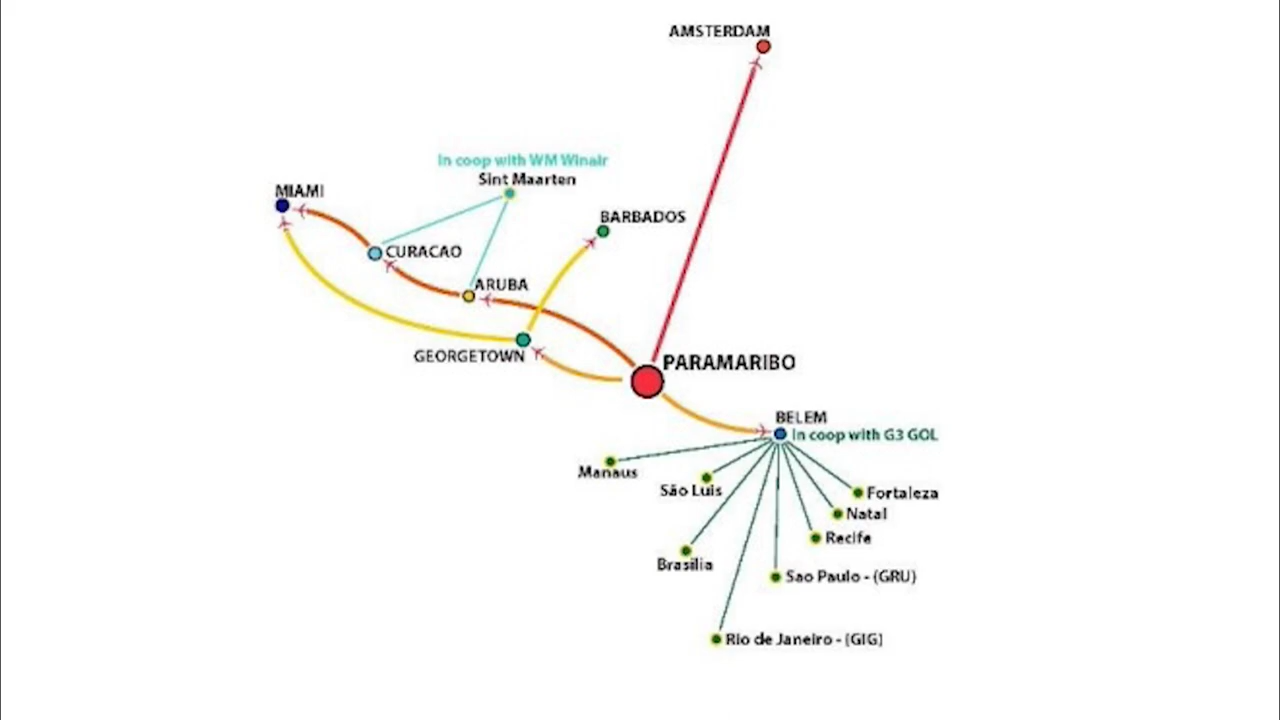 AMSTERDAM
In coop with WM Winair
Sint Maarten
MIAMI
BARBADOS
CURACAO
ARUBA
GEORGETOWN
PARAMARIBO
BELEM
In coop with G3 GOL
Manaus
São Luis
Fortaleza
Natal
Recife
Brasilia
Sao Paulo - (GRU)
Rio de Janeiro - (GIG)